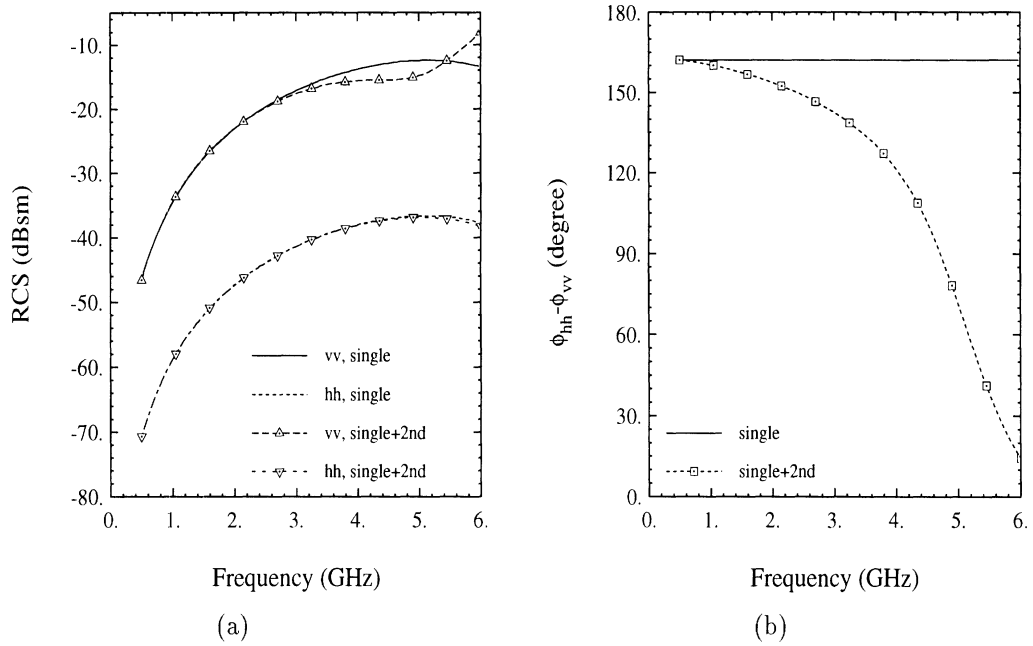 RCS (dBsm)
-10.
-20.
-30.
-40.
-50.
-60.
-70.
-80.
vv, single
hh, single
vv, single+2nd
hh, single+2nd
0. 1. 2. 3. 4. 5. 6.
Frequency (GHz)
(a)
ϕhh-ϕvv (degree)
180.
150.
120.
90.
60.
30.
0.
single
single+2nd
0. 1. 2. 3. 4. 5. 6.
Frequency (GHz)
(b)